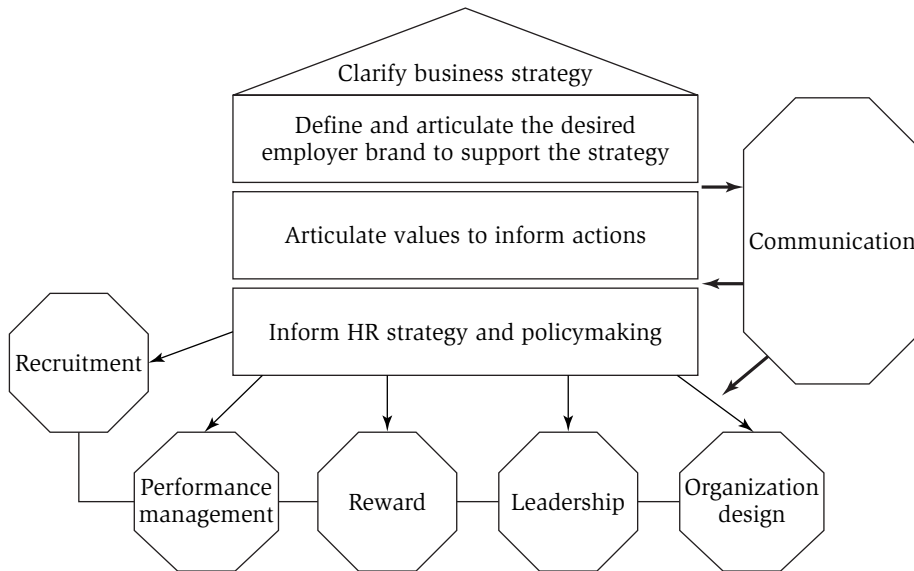 Clarify business strategy
Define and articulate the desired
employer brand to support the strategy
Articulate values to inform actions
Communication
Inform HR strategy and policymaking
Recruitment
Performance
management
Reward
Leadership
Organization
design